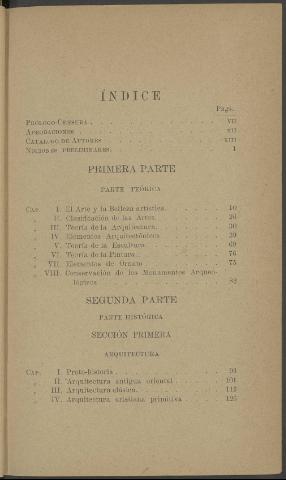 ÍNDICE
Págs.
PRÓLOGO-CENSURA . . . . . . . VII
APROBACIONES . . . . . . . XII
CATÁLOGO DE AUTORES . . . . . . . XIII
NOCIONES PRELIMINARES . . . . . . . 1
PRIMERA PARTE
PARTE TEÓRICA
CAP. I. El Arte y la Belleza artística . . . . . . . 10
» II. Clasificación de las Artes . . . . . . . 26
» III. Teoría de la Arquitectura . . . . . . . 30
» IV. Elementos Arquitectónicos . . . . . . . 39
» V. Teoría de la Escultura . . . . . . . 69
» VI. Teoría de la Pintura . . . . . . . 76
» VII. Elementos de Ornato . . . . . . . 75
» VIII. Conservación de los Monumentos Arqueo-
lógicos . . . . . . . 82
SEGUNDA PARTE
PARTE HISTÓRICA
SECCIÓN PRIMERA
ARQUITECTURA
CAP. I. Proto-historia . . . . . . . 93
» II. Arquitectura antigua oriental . . . . . . . 101
» III. Arquitectura clásica . . . . . . . 112
» IV. Arquitectura cristiana primitiva . . . . . . . 125